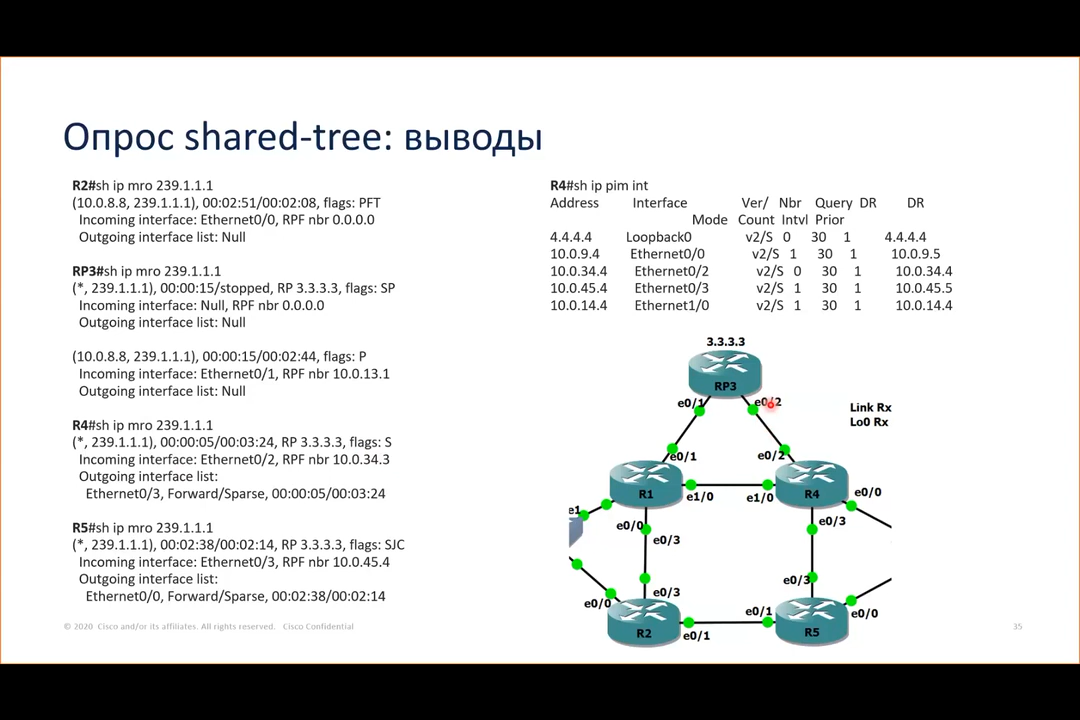 Опрос shared-tree: выводы
R2#sh ip mro 239.1.1.1
(10.0.8.8, 239.1.1.1), 00:02:51/00:02:08, flags: PFT
Incoming interface: Ethernet0/0, RPF nbr 0.0.0.0
Outgoing interface list: Null
RP3#sh ip mro 239.1.1.1
(*, 239.1.1.1), 00:00:15/stopped, RP 3.3.3.3, flags: SP
Incoming interface: Null, RPF nbr 0.0.0.0
Outgoing interface list: Null
(10.0.8.8, 239.1.1.1), 00:00:15/00:02:44, flags: P
Incoming interface: Ethernet0/1, RPF nbr 10.0.13.1
Outgoing interface list: Null
R4#sh ip mro 239.1.1.1
(*, 239.1.1.1), 00:00:05/00:03:24, RP 3.3.3.3, flags: S
Incoming interface: Ethernet0/2, RPF nbr 10.0.34.3
Outgoing interface list:
Ethernet0/3, Forward/Sparse, 00:00:05/00:03:24
R5#sh ip mro 239.1.1.1
(*, 239.1.1.1), 00:02:38/00:02:14, RP 3.3.3.3, flags: SJC
Incoming interface: Ethernet0/3, RPF nbr 10.0.45.4
Outgoing interface list:
Ethernet0/0, Forward/Sparse, 00:02:38/00:02:14
R4#sh ip pim int
Address Interface Ver/ Nbr Query DR DR
Mode Count Intvl Prior
4.4.4.4 Loopback0 v2/S 0 30 1 4.4.4.4
10.0.9.4 Ethernet0/0 v2/S 1 30 1 10.0.9.5
10.0.34.4 Ethernet0/2 v2/S 0 30 1 10.0.34.4
10.0.45.4 Ethernet0/3 v2/S 1 30 1 10.0.45.5
10.0.14.4 Ethernet1/0 v2/S 1 30 1 10.0.14.4
3.3.3.3
RP3
e0/1 e0/2
Link Rx
Lo0 Rx
e0/1 e0/2
R1 e1/0 e1/0 R4 e0/0
e1 e0/0 e0/3
e0/3
e0/3
e0/3
e0/0 e0/1 e0/0
R2 e0/1 R5
© 2020 Cisco and/or its affiliates. All rights reserved. Cisco Confidential
35